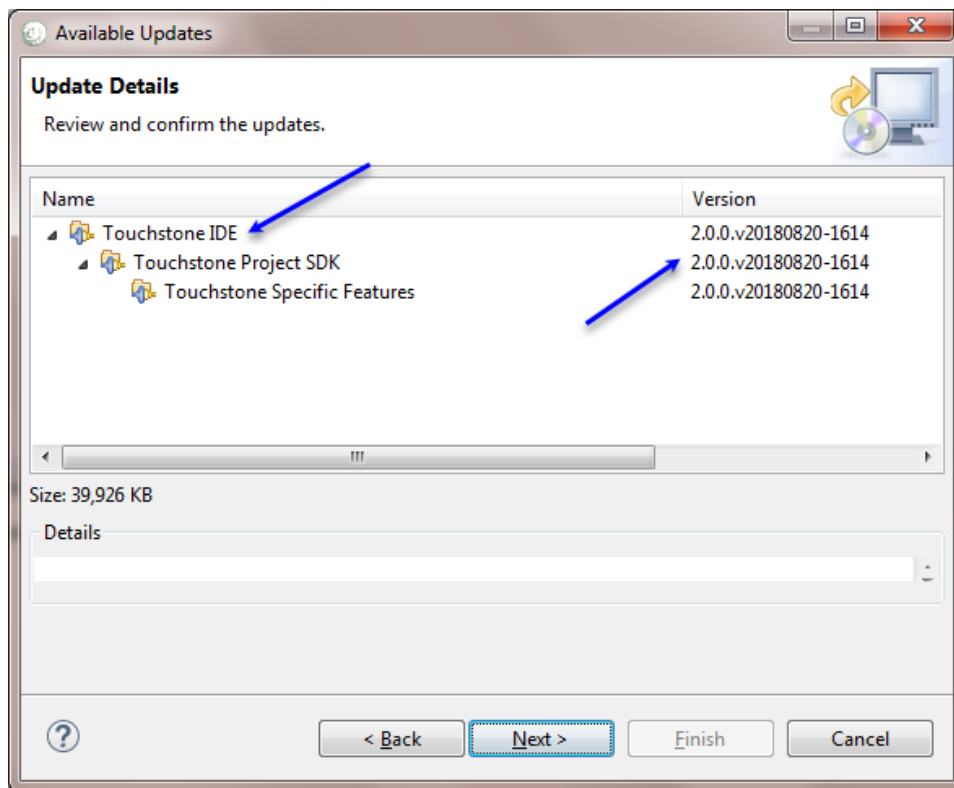 Available Updates
Update Details
Review and confirm the updates.
Name Version
Touchstone IDE 2.0.0.v20180820-1614
Touchstone Project SDK 2.0.0.v20180820-1614
Touchstone Specific Features 2.0.0.v20180820-1614
Size: 39,926 KB
Details
? < Back Next > Finish Cancel